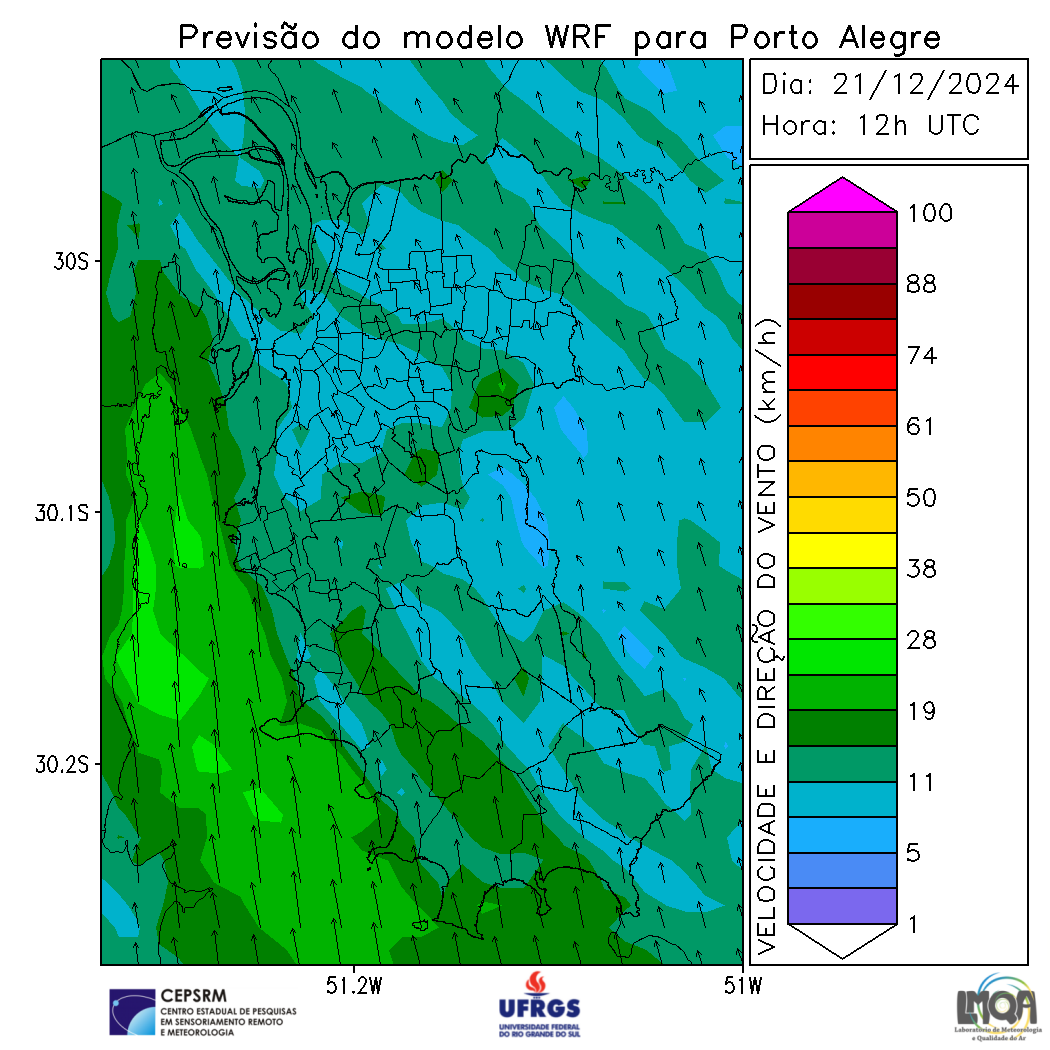 Previsão do modelo WRF para Porto Alegre
Dia: 21/12/2024
Hora: 12h UTC
30S
30.1S
30.2S
51.2W
51W
VELOCIDADE E DIREÇÃO DO VENTO (km/h)
100
88
74
61
50
38
28
19
11
5
1
CEPSRM
CENTRO ESTADUAL DE PESQUISAS
EM SENSORIAMENTO REMOTO
E METEOROLOGIA
UFRGS
UNIVERSIDADE FEDERAL
DO RIO GRANDE DO SUL
LMQA
Laboratório de Meteorologia
e Qualidade do Ar